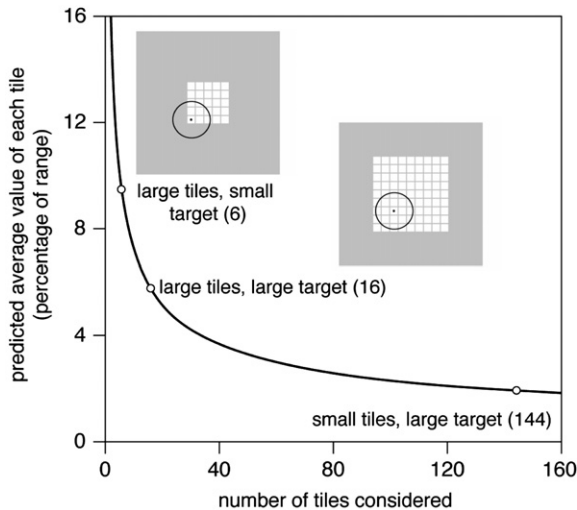 predicted average value of each tile
(percentage of range)
16
12
8
4
0
large tiles, small
target (6)
large tiles, large target (16)
small tiles, large target (144)
0
40
80
120
160
number of tiles considered